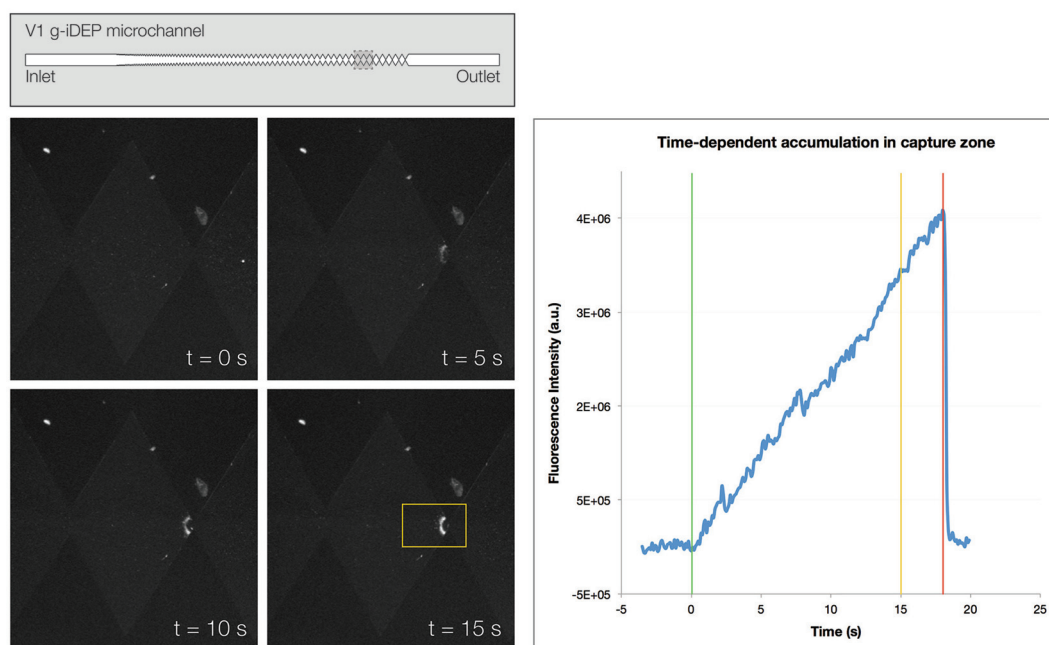 V1 g-iDEP microchannel
Inlet
Outlet
t = 0 s
t = 5 s
t = 10 s
t = 15 s
Time-dependent accumulation in capture zone
Fluorescence Intensity (a.u.)
4E+06
3E+06
2E+06
5E+05
-5E+05
-5
0
5
10
15
20
25
Time (s)